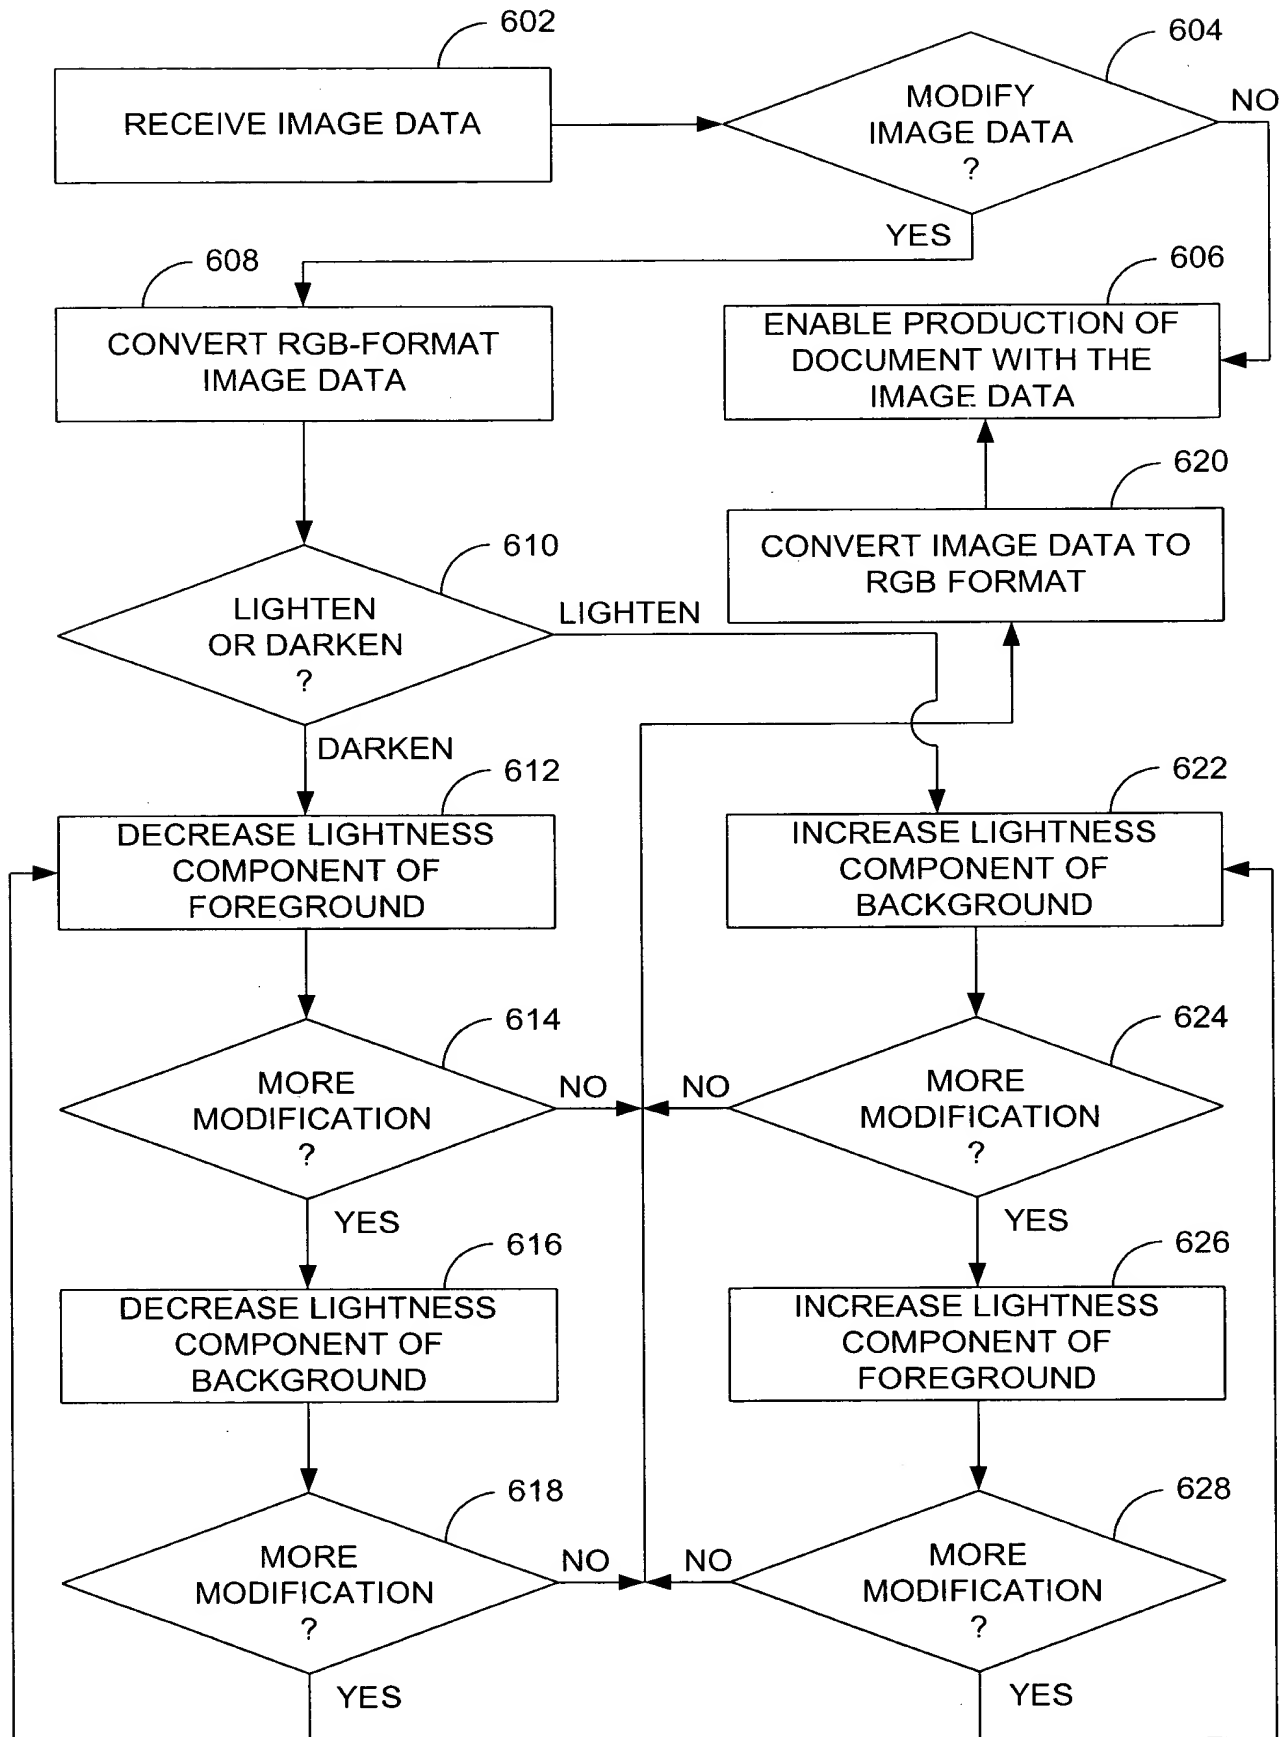 602
RECEIVE IMAGE DATA
604
MODIFY
IMAGE DATA
?
NO
YES
608
CONVERT RGB-FORMAT
IMAGE DATA
606
ENABLE PRODUCTION OF
DOCUMENT WITH THE
IMAGE DATA
620
CONVERT IMAGE DATA TO
RGB FORMAT
610
LIGHTEN
OR DARKEN
?
LIGHTEN
DARKEN
612
DECREASE LIGHTNESS
COMPONENT OF
FOREGROUND
622
INCREASE LIGHTNESS
COMPONENT OF
BACKGROUND
614
MORE
MODIFICATION
?
NO
YES
624
MORE
MODIFICATION
?
NO
YES
616
DECREASE LIGHTNESS
COMPONENT OF
BACKGROUND
626
INCREASE LIGHTNESS
COMPONENT OF
FOREGROUND
618
MORE
MODIFICATION
?
NO
YES
628
MORE
MODIFICATION
?
NO
YES